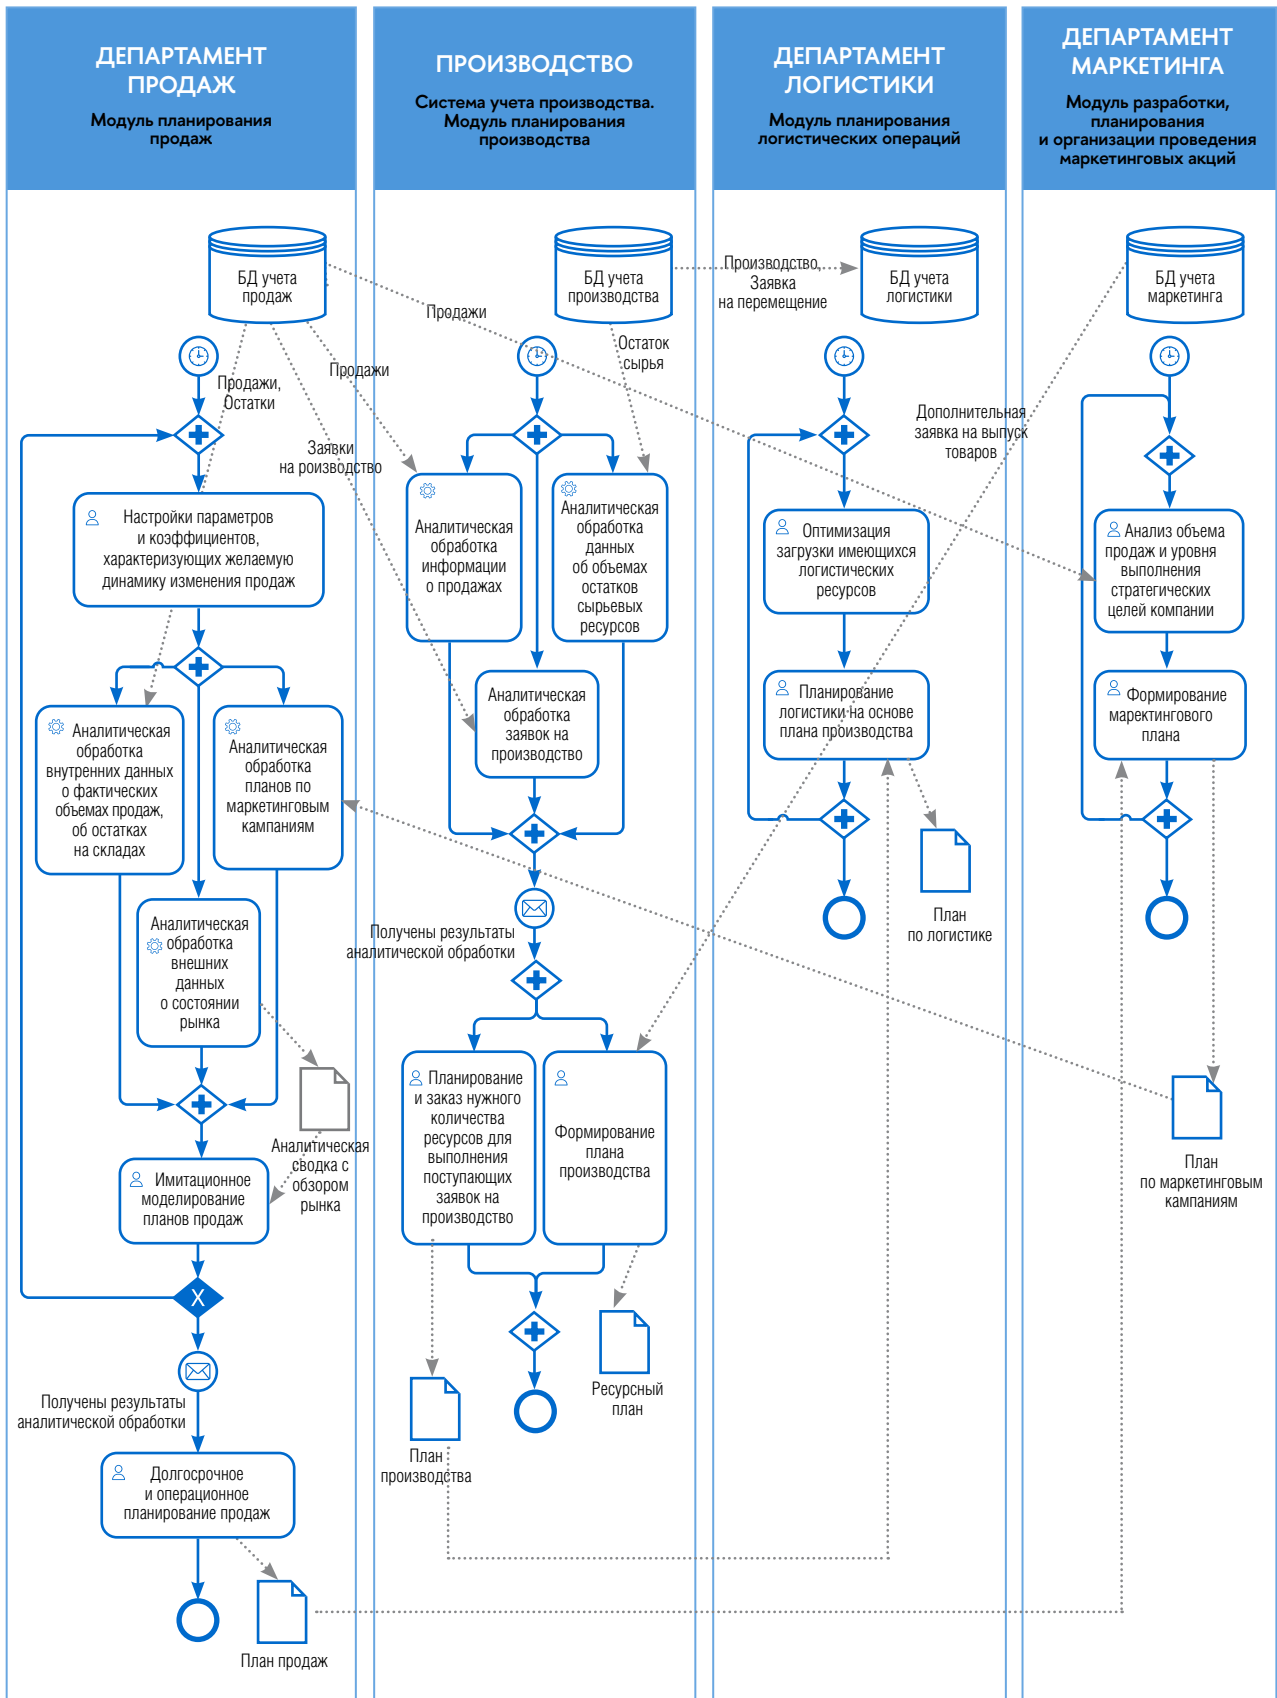 ДЕПАРТАМЕНТ
ПРОДАЖ
Модуль планирования
продаж
ПРОИЗВОДСТВО
Система учета производства.
Модуль планирования
производства
ДЕПАРТАМЕНТ
ЛОГИСТИКИ
Модуль планирования
логистических операций
ДЕПАРТАМЕНТ
МАРКЕТИНГА
Модуль разработки,
планирования
и организации проведения
маркетинговых акций
БД учета
продаж
БД учета
производства
Производство,
Заявка
на перемещение
БД учета
логистики
БД учета
маркетинга
Продажи
Продажи,
Остатки
Продажи
Остаток
сырья
Заявки
на роизводство
Дополнительная
заявка на выпуск
товаров
Настройки параметров
и коэффициентов,
характеризующих желаемую
динамику изменения продаж
Аналитическая
обработка
информации
о продажах
Аналитическая
обработка
данных
об объемах
остатков
сырьевых
ресурсов
Оптимизация
загрузки имеющихся
логистических
ресурсов
Анализ объема
продаж и уровня
выполнения
стратегических
целей компании
Аналитическая
обработка
внутренних данных
о фактических
объемах продаж,
об остатках
на складах
Аналитическая
обработка
планов по
маркетинговым
кампаниям
Аналитическая
обработка
заявок на
производство
Планирование
логистики на основе
плана производства
Формирование
маректингового
плана
Аналитическая
обработка
внешних
данных
о состоянии
рынка
Получены результаты
аналитической обработки
План
по логистике
Аналитическая
сводка с
обзором
рынка
Планирование
и заказ нужного
количества
ресурсов для
выполнения
поступающих
заявок на
производство
Формирование
плана
производства
План
по маркетинговым
кампаниям
Имитационное
моделирование
планов продаж
X
Получены результаты
аналитической обработки
Ресурсный
план
План
производства
Долгосрочное
и операционное
планирование продаж
План продаж